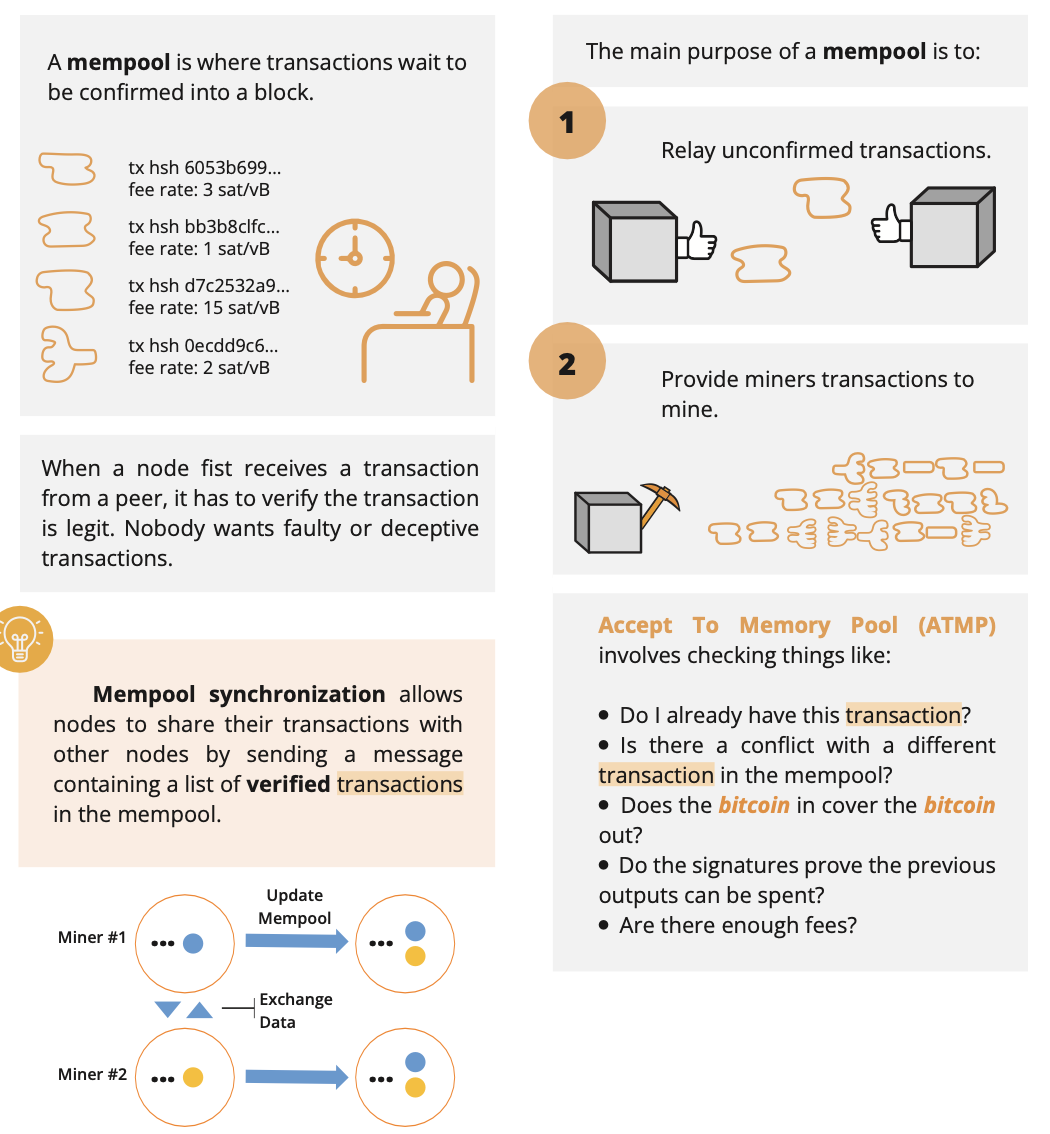 A mempool is where transactions wait to
be confirmed into a block.
tx hsh 6053b699...
fee rate: 3 sat/vB
tx hsh bb3b8clfc...
fee rate: 1 sat/vB
tx hsh d7c2532a9...
fee rate: 15 sat/vB
tx hsh 0ecdd9c6...
fee rate: 2 sat/vB
When a node fist receives a transaction
from a peer, it has to verify the transaction
is legit. Nobody wants faulty or deceptive
transactions.
Mempool synchronization allows
nodes to share their transactions with
other nodes by sending a message
containing a list of verified transactions
in the mempool.
Update
Mempool
Miner #1
Exchange
Data
Miner #2
The main purpose of a mempool is to:
1
Relay unconfirmed transactions.
2
Provide miners transactions to
mine.
Accept To Memory Pool (ATMP)
involves checking things like:
• Do I already have this transaction?
• Is there a conflict with a different
transaction in the mempool?
• Does the bitcoin in cover the bitcoin
out?
• Do the signatures prove the previous
outputs can be spent?
• Are there enough fees?